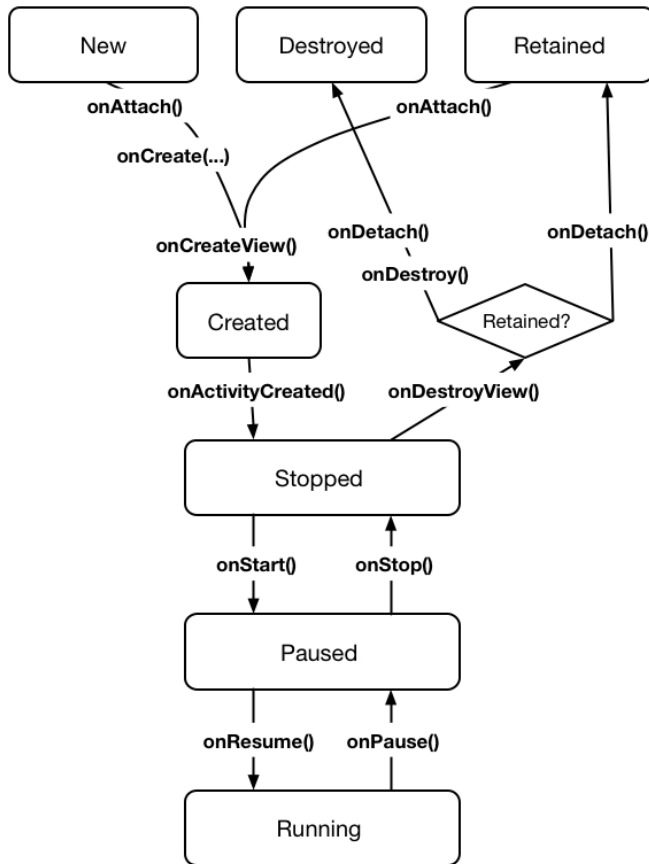 New
Destroyed
Retained
onAttach()
onAttach()
onCreate(...)
onDetach()
onDetach()
onCreateView()
onDestroy()
Created
Retained?
onActivityCreated()
onDestroyView()
Stopped
onStart()
onStop()
Paused
onResume()
onPause()
Running